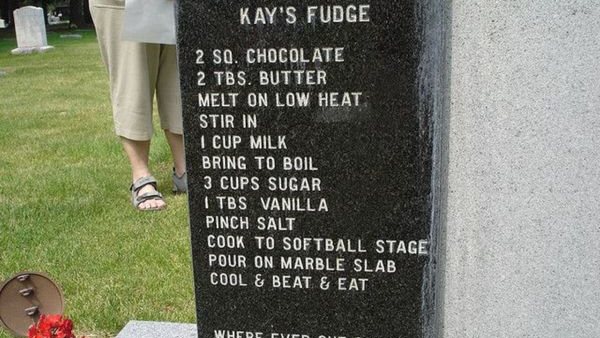 KAY'S FUDGE
2 SQ. CHOCOLATE
2 TBS. BUTTER
MELT ON LOW HEAT
STIR IN
1 CUP MILK
BRING TO BOIL
3 CUPS SUGAR
1 TBS VANILLA
PINCH SALT
COOK TO SOFTBALL STAGE
POUR ON MARBLE SLAB
COOL & BEAT & EAT
WHERE EVER